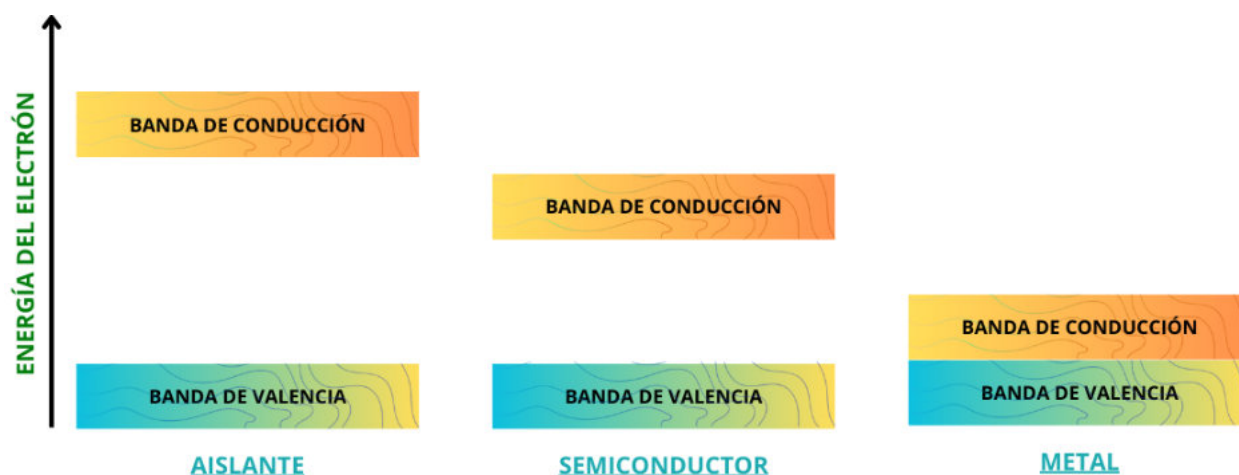 ENERGÍA DEL ELECTRÓN
BANDA DE CONDUCCIÓN
BANDA DE VALENCIA
AISLANTE
BANDA DE CONDUCCIÓN
BANDA DE VALENCIA
SEMICONDUCTOR
BANDA DE CONDUCCIÓN
BANDA DE VALENCIA
METAL